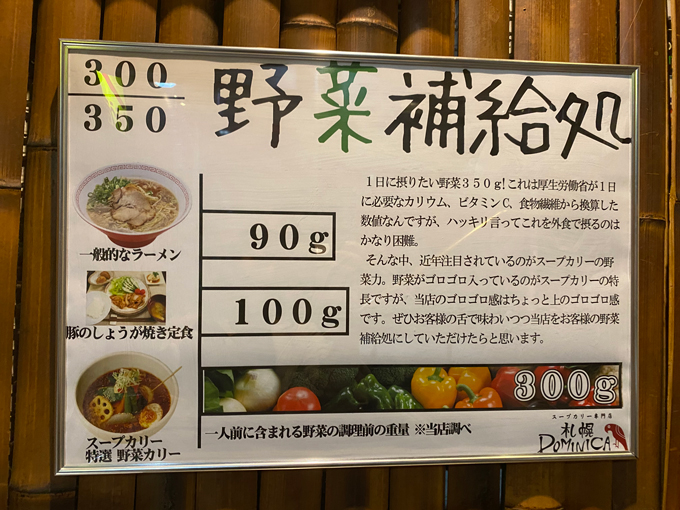 300
350
野菜補給処
1日に摂りたい野菜350g!これは厚生労働省が1日
に必要なカリウム、ビタミンC、食物繊維から換算した
数値なんですが、ハッキリ言ってこれを外食で摂るのは
かなり困難。
そんな中、近年注目されているのがスープカリーの野
菜力。野菜がゴロゴロ入っているのがスープカリーの特
長ですが、当店のゴロゴロ感はちょっと上のゴロゴロ感
です。ぜひお客様の舌で味わいつつ当店をお客様の野菜
補給処にしていただけたらと思います。
一般的なラーメン
90g
豚のしょうが焼き定食
100g
スープカリー
特選 野菜カリー
300g
一人前に含まれる野菜の調理前の重量 ※当店調べ
スープカリー専門店
札幌
DOMINICA